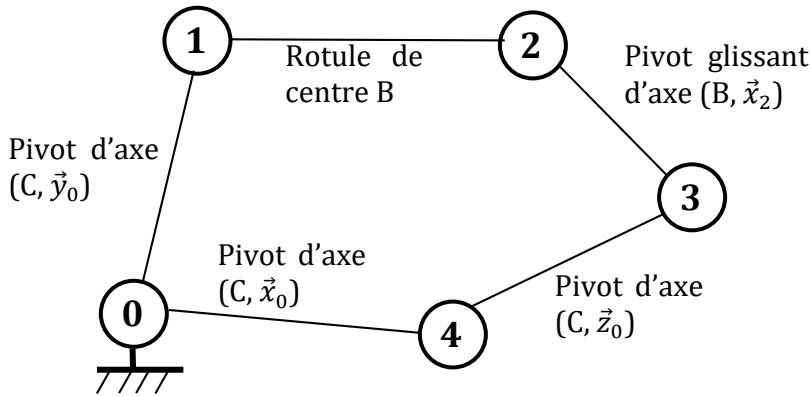 1
2
Rotule de
centre B
Pivot glissant
d'axe (B, x⃗₂)
Pivot d'axe
(C, y⃗₀)
3
Pivot d'axe
(C, x⃗₀)
Pivot d'axe
(C, z⃗₀)
0
4